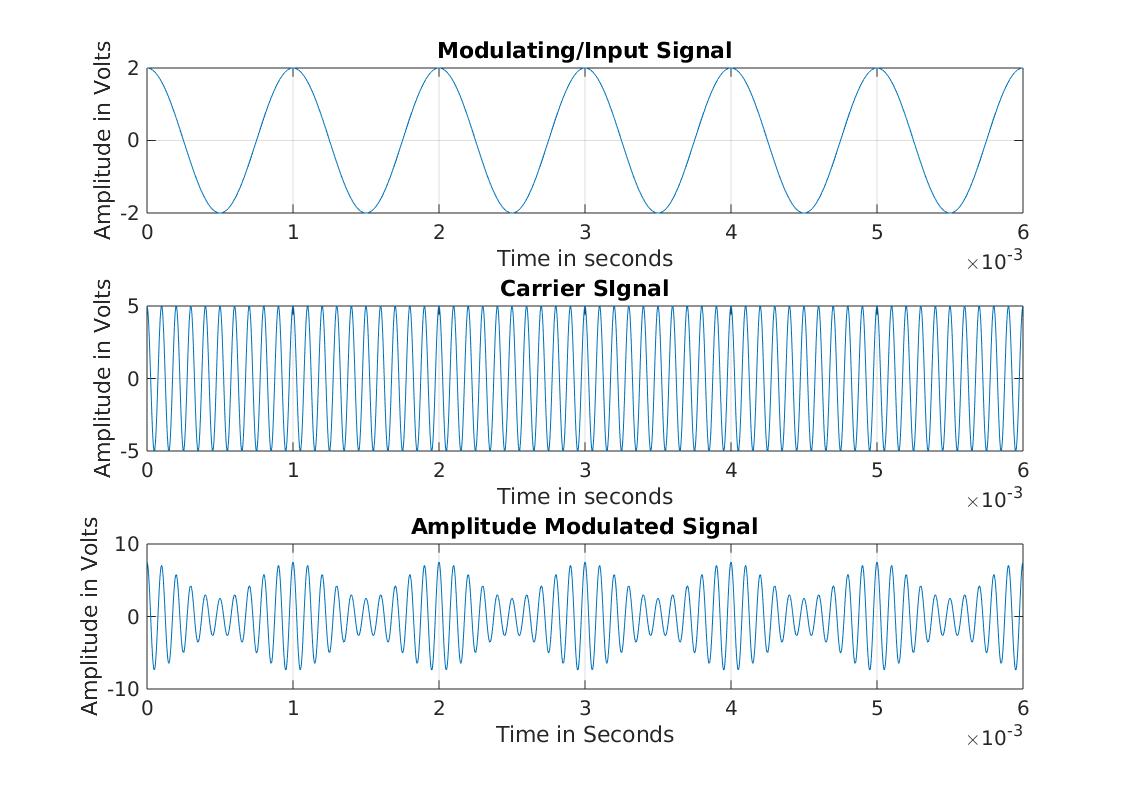 Modulating/Input Signal
Amplitude in Volts
2
0
-2
0 1 2 3 4 5 6
Time in seconds
×10^-3
Carrier SIgnal
Amplitude in Volts
5
0
-5
0 1 2 3 4 5 6
Time in seconds
×10^-3
Amplitude Modulated Signal
Amplitude in Volts
10
0
-10
0 1 2 3 4 5 6
Time in Seconds
×10^-3